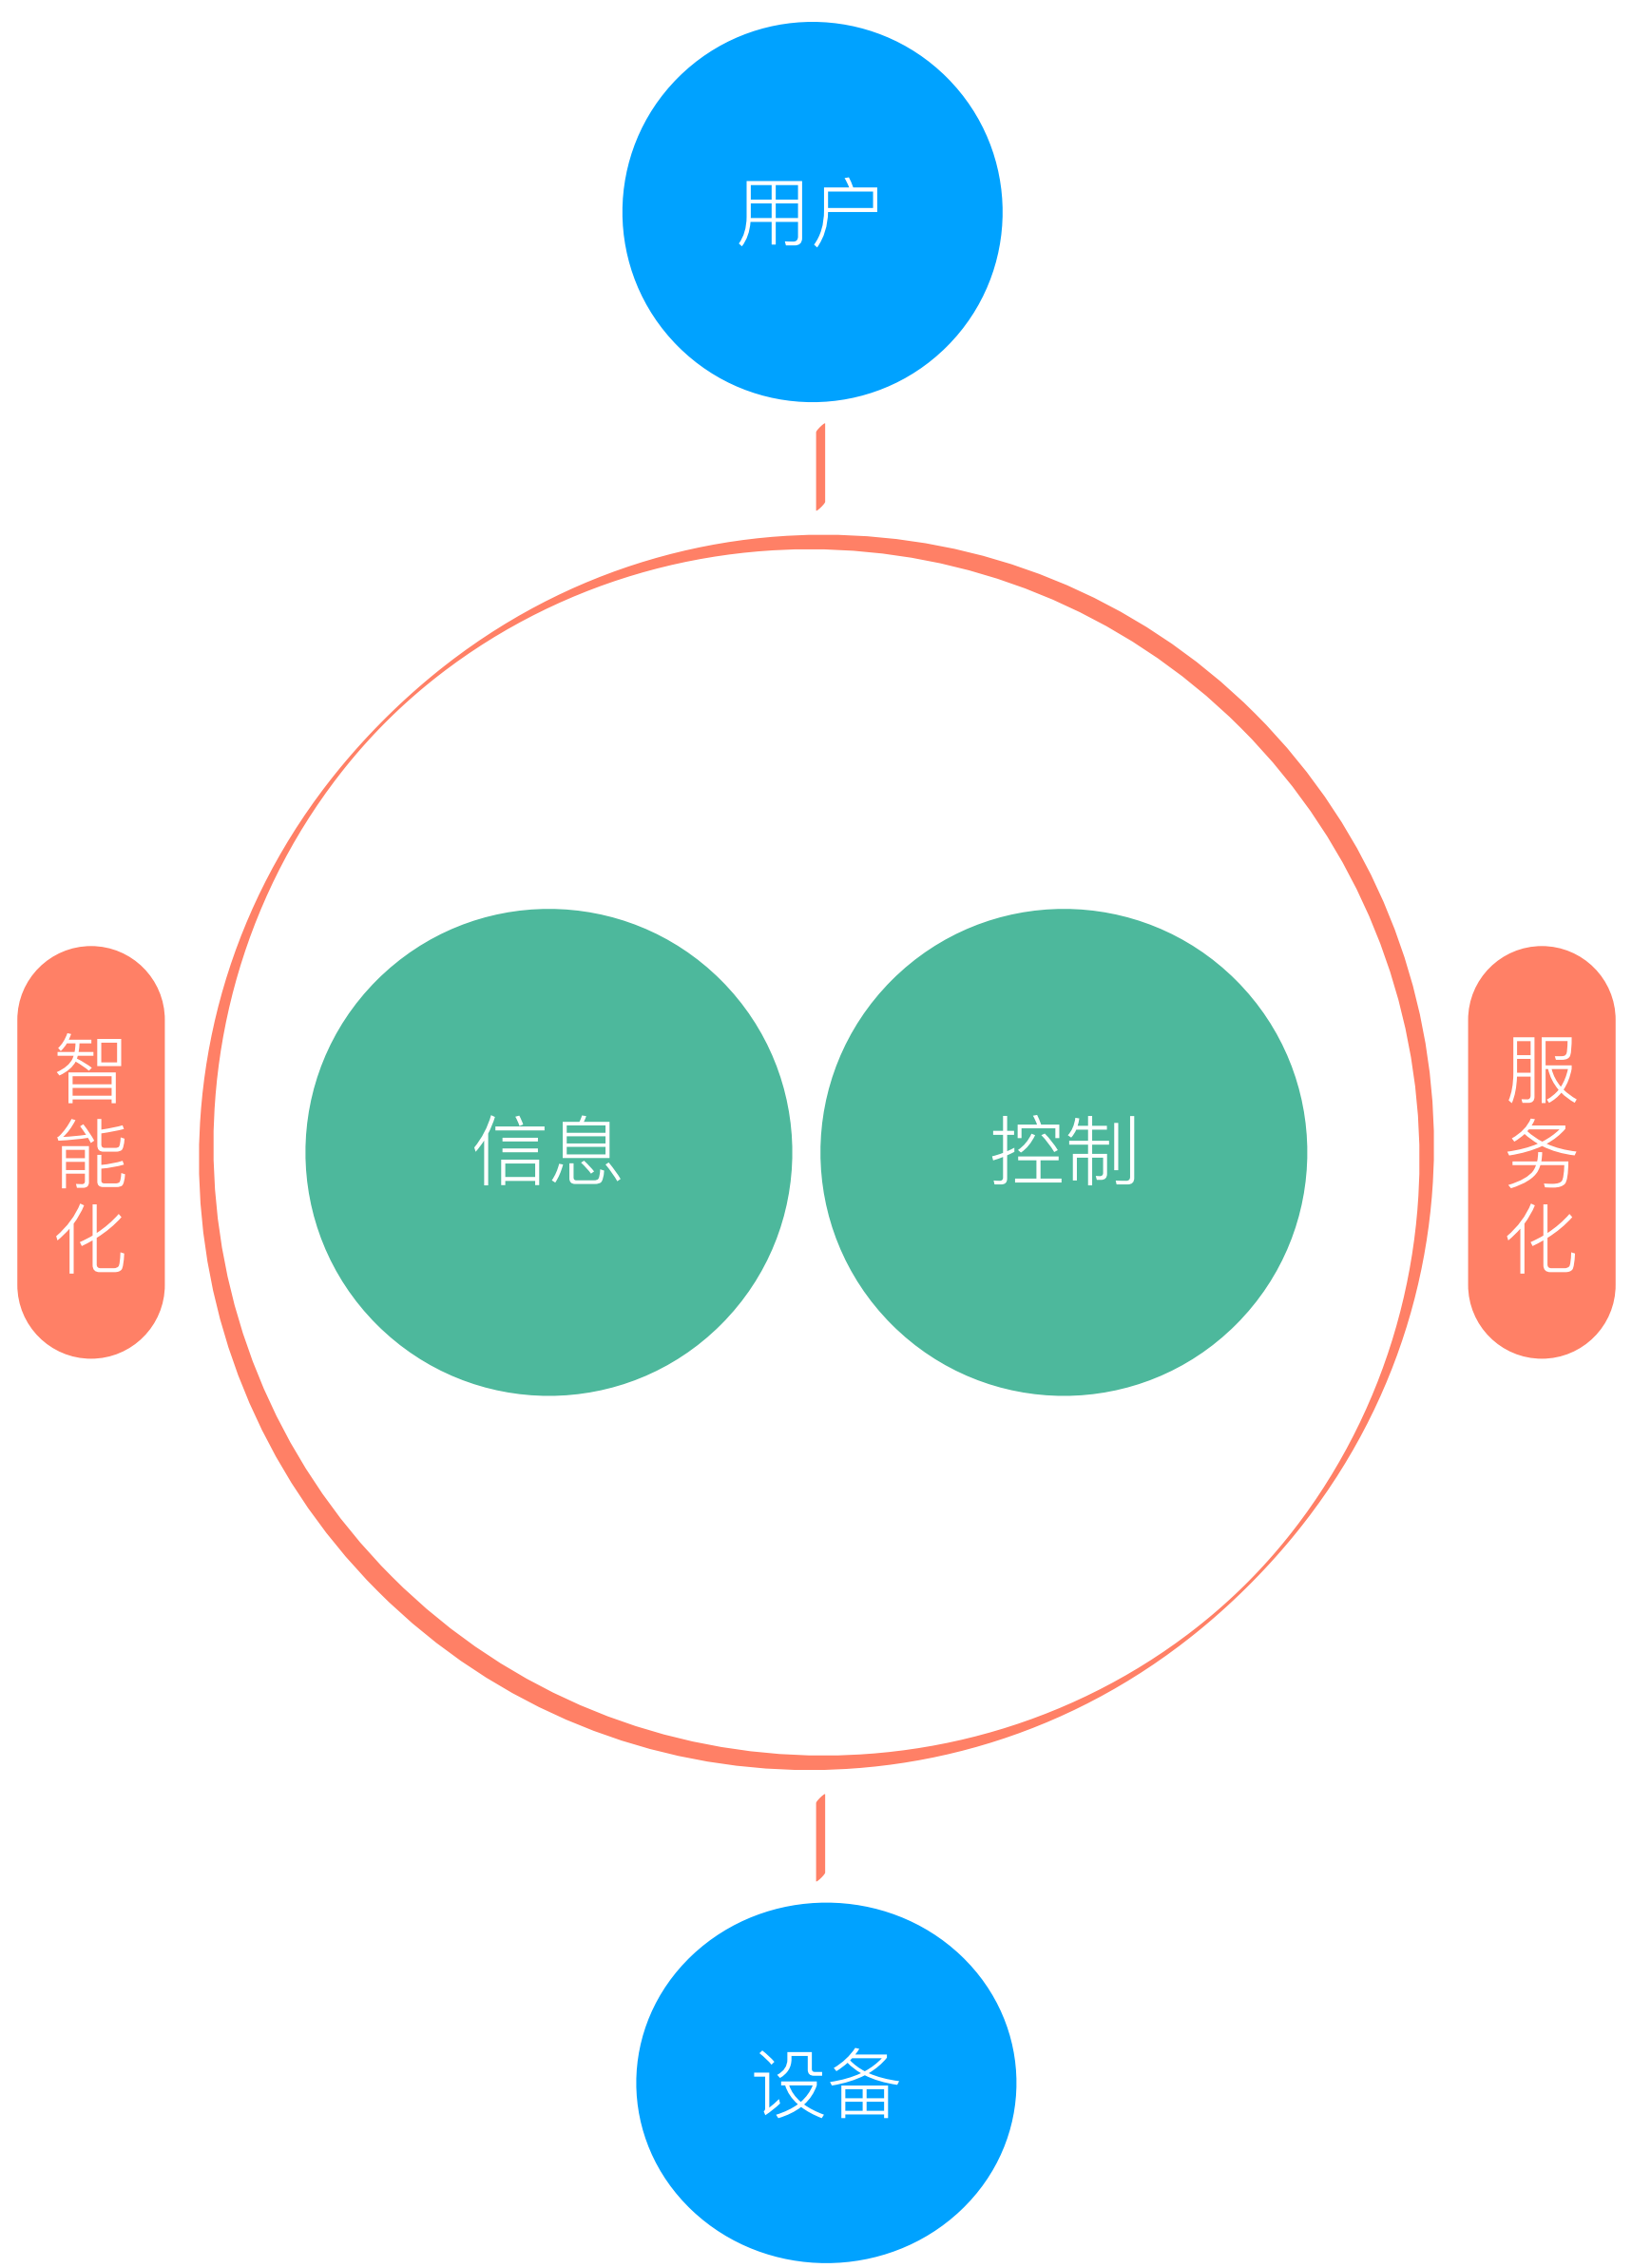 用户
智能化
信息
控制
服务化
设备